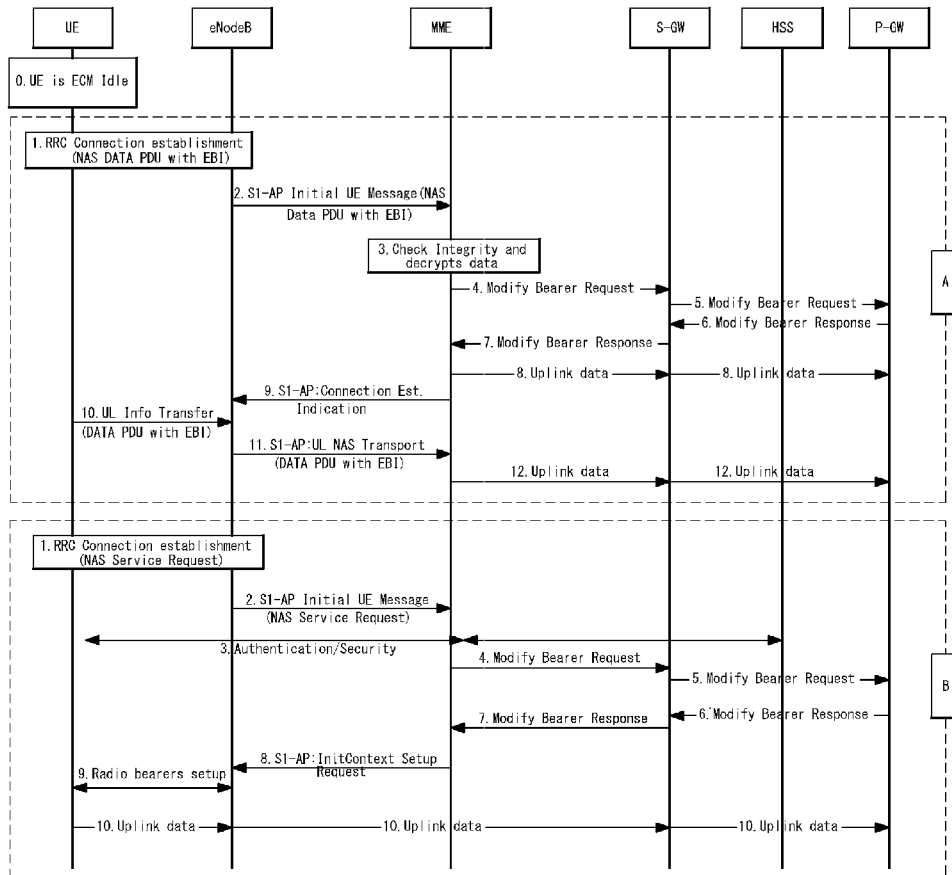 UE
eNodeB
MME
S-GW
HSS
P-GW
0.UE is ECM Idle
1.RRC Connection establishment
(NAS DATA PDU with EBI)
2.S1-AP Initial UE Message(NAS
Data PDU with EBI)
3.Check Integrity and
decrypts data
4.Modify Bearer Request
A
5.Modify Bearer Request
6.Modify Bearer Response
7.Modify Bearer Response
8.Uplink data
8.Uplink data
9.S1-AP:Connection Est.
Indication
10.UL Info Transfer
(DATA PDU with EBI)
11.S1-AP:UL NAS Transport
(DATA PDU with EBI)
12.Uplink data
12.Uplink data
1.RRC Connection establishment
(NAS Service Request)
2.S1-AP Initial UE Message
(NAS Service Request)
3.Authentication/Security
4.Modify Bearer Request
5.Modify Bearer Request
B
6.Modify Bearer Response
7.Modify Bearer Response
8.S1-AP:InitContext Setup
Request
9.Radio bearers setup
10.Uplink data
10.Uplink data
10.Uplink data